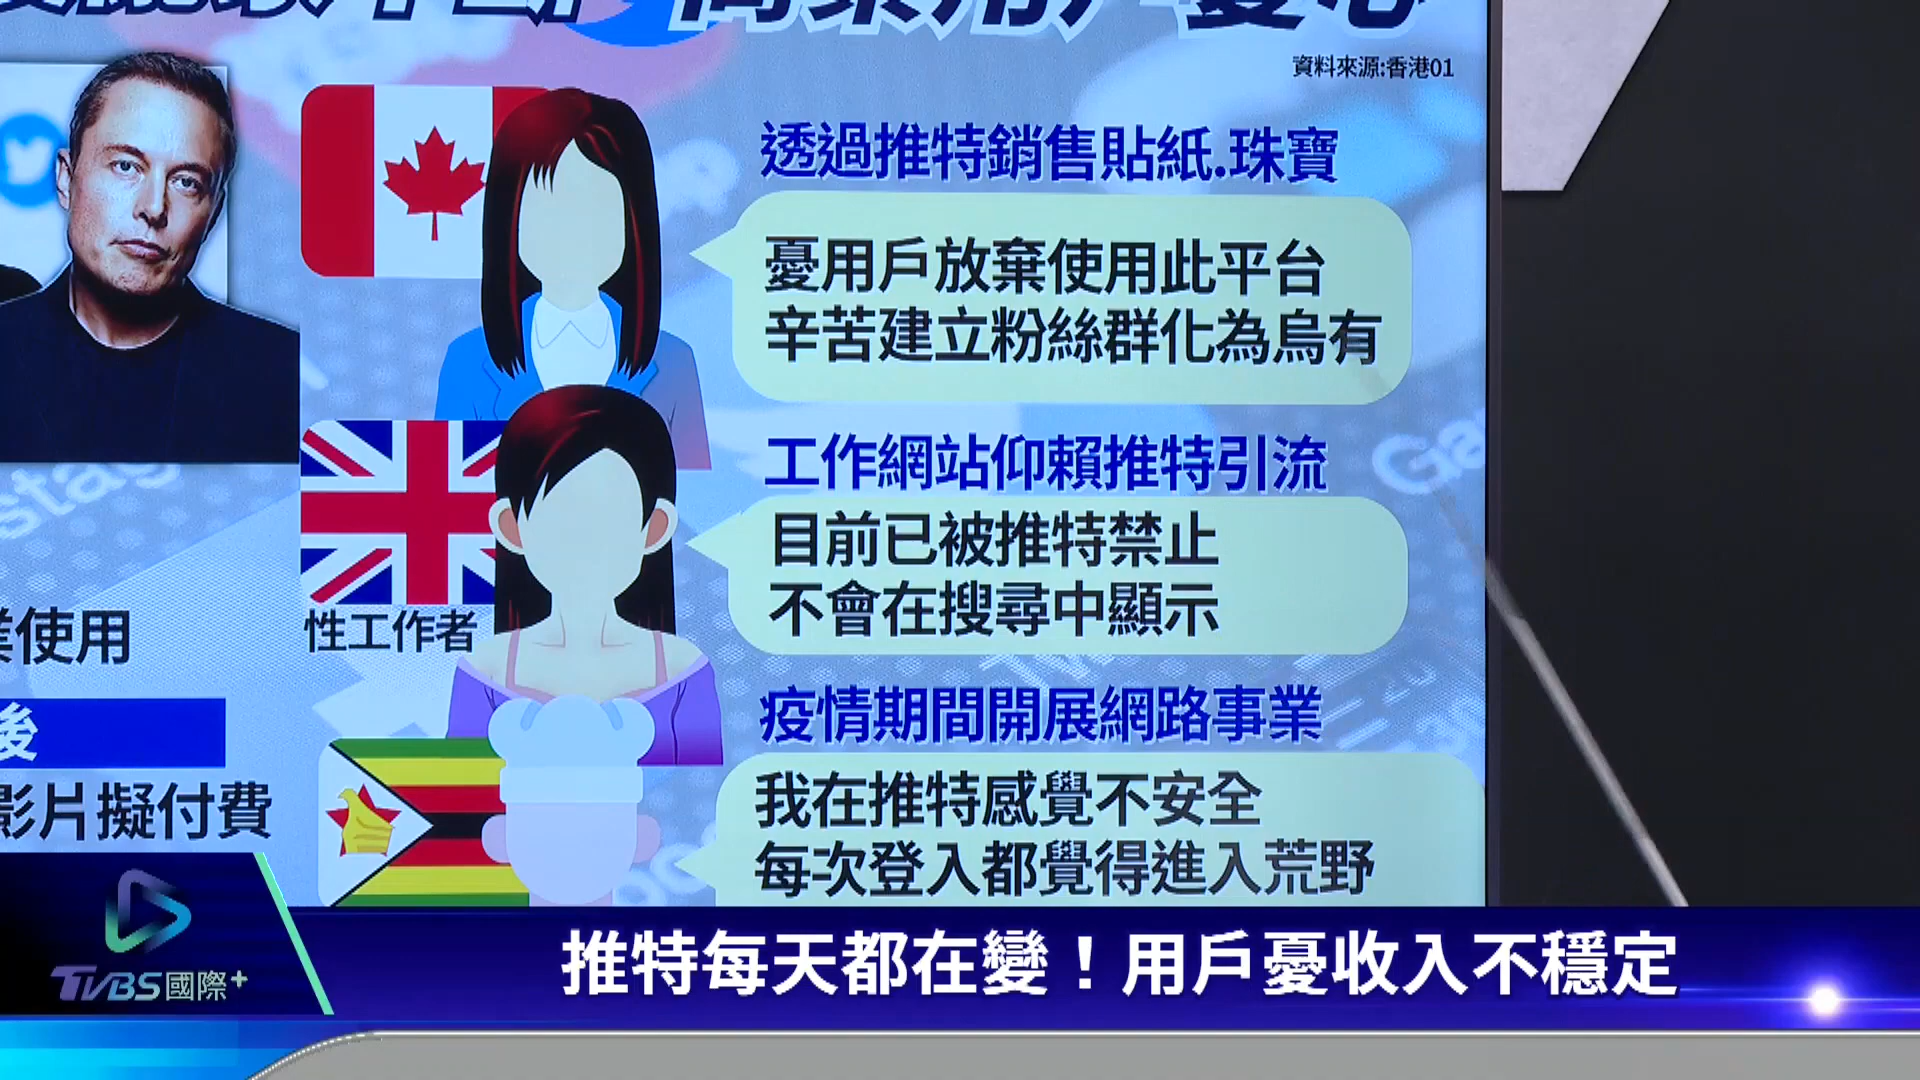 資料來源:香港01
透過推特銷售貼紙.珠寶
憂用戶放棄使用此平台
辛苦建立粉絲群化為烏有
工作網站仰賴推特引流
目前已被推特禁止
不會在搜尋中顯示
性工作者
使用
疫情期間開展網路事業
後
我在推特感覺不安全
每次登入都覺得進入荒野
影片擬付費
推特每天都在變!用戶憂收入不穩定
TVBS國際+